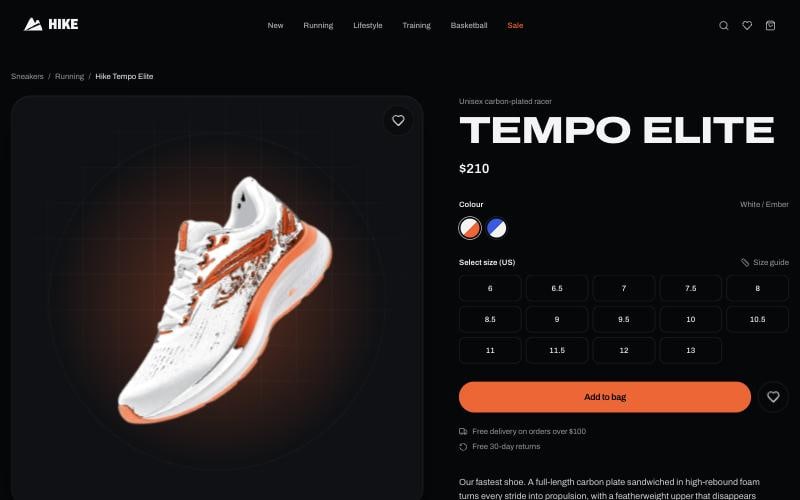 HIKE
New Running Lifestyle Training Basketball Sale
Sneakers / Running / Hike Tempo Elite
Unisex carbon-plated racer
TEMPO ELITE
$210
Colour White / Ember
Select size (US) Size guide
6 6.5 7 7.5 8
8.5 9 9.5 10 10.5
11 11.5 12 13
Add to bag
Free delivery on orders over $100
Free 30-day returns
Our fastest shoe. A full-length carbon plate sandwiched in high-rebound foam
turns every stride into propulsion, with a featherweight upper that disappears